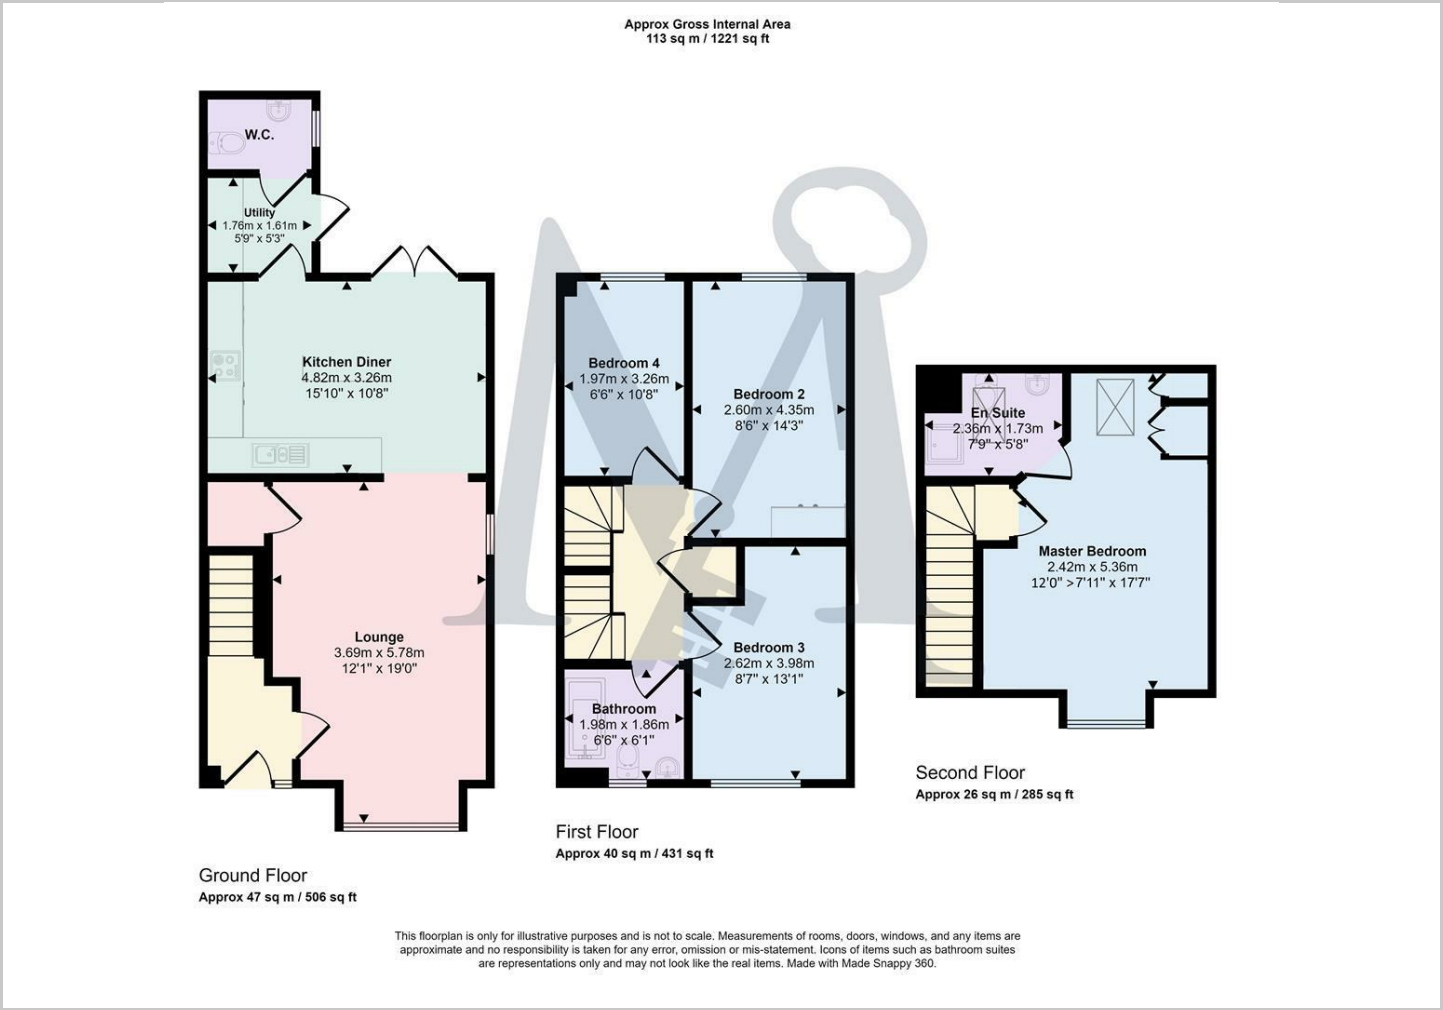 Approx Gross Internal Area
113 sq m / 1221 sq ft
W.C.
Utility
1.76m x 1.61m
5'9" x 5'3"
Kitchen Diner
4.82m x 3.26m
15'10" x 10'8"
Lounge
3.69m x 5.78m
12'1" x 19'0"
Ground Floor
Approx 47 sq m / 506 sq ft
Bedroom 4
1.97m x 3.26m
6'6" x 10'8"
Bedroom 2
2.60m x 4.35m
8'6" x 14'3"
Bedroom 3
2.62m x 3.98m
8'7" x 13'1"
Bathroom
1.98m x 1.86m
6'6" x 6'1"
First Floor
Approx 40 sq m / 431 sq ft
En Suite
2.36m x 1.73m
7'9" x 5'8"
Master Bedroom
2.42m x 5.36m
12'0" >7'11" x 17'7"
Second Floor
Approx 26 sq m / 285 sq ft
This floorplan is only for illustrative purposes and is not to scale. Measurements of rooms, doors, windows, and any items are
approximate and no responsibility is taken for any error, omission or mis-statement. Icons of items such as bathroom suites
are representations only and may not look like the real items. Made with Made Snappy 360.